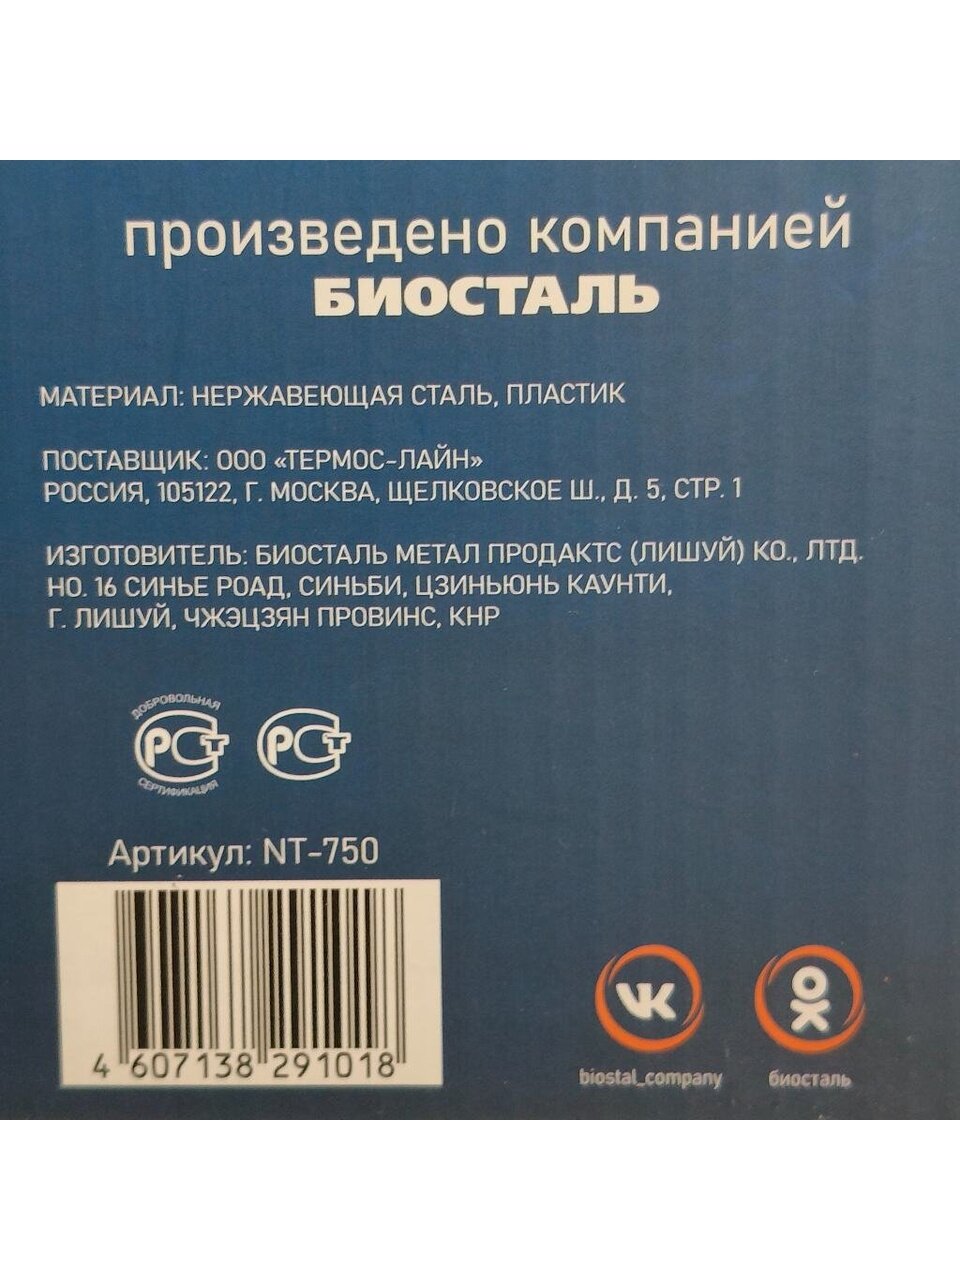 произведено компанией
БИОСТАЛЬ
МАТЕРИАЛ: НЕРЖАВЕЮЩАЯ СТАЛЬ, ПЛАСТИК
ПОСТАВЩИК: ООО «ТЕРМОС-ЛАЙН»
РОССИЯ, 105122, Г. МОСКВА, ЩЕЛКОВСКОЕ Ш., Д. 5, СТР. 1
ИЗГОТОВИТЕЛЬ: БИОСТАЛЬ МЕТАЛ ПРОДАКТС (ЛИШУЙ) КО., ЛТД.
НО. 16 СИНЬЕ РОАД, СИНЬБИ, ЦЗИНЬЮНЬ КАУНТИ,
Г. ЛИШУЙ, ЧЖЭЦЗЯН ПРОВИНС, КНР
ДОБРОВОЛЬНАЯ
РСТ РСТ
СЕРТИФИКАЦИЯ
Артикул: NT-750
4 607138 291018
biostal_company биосталь